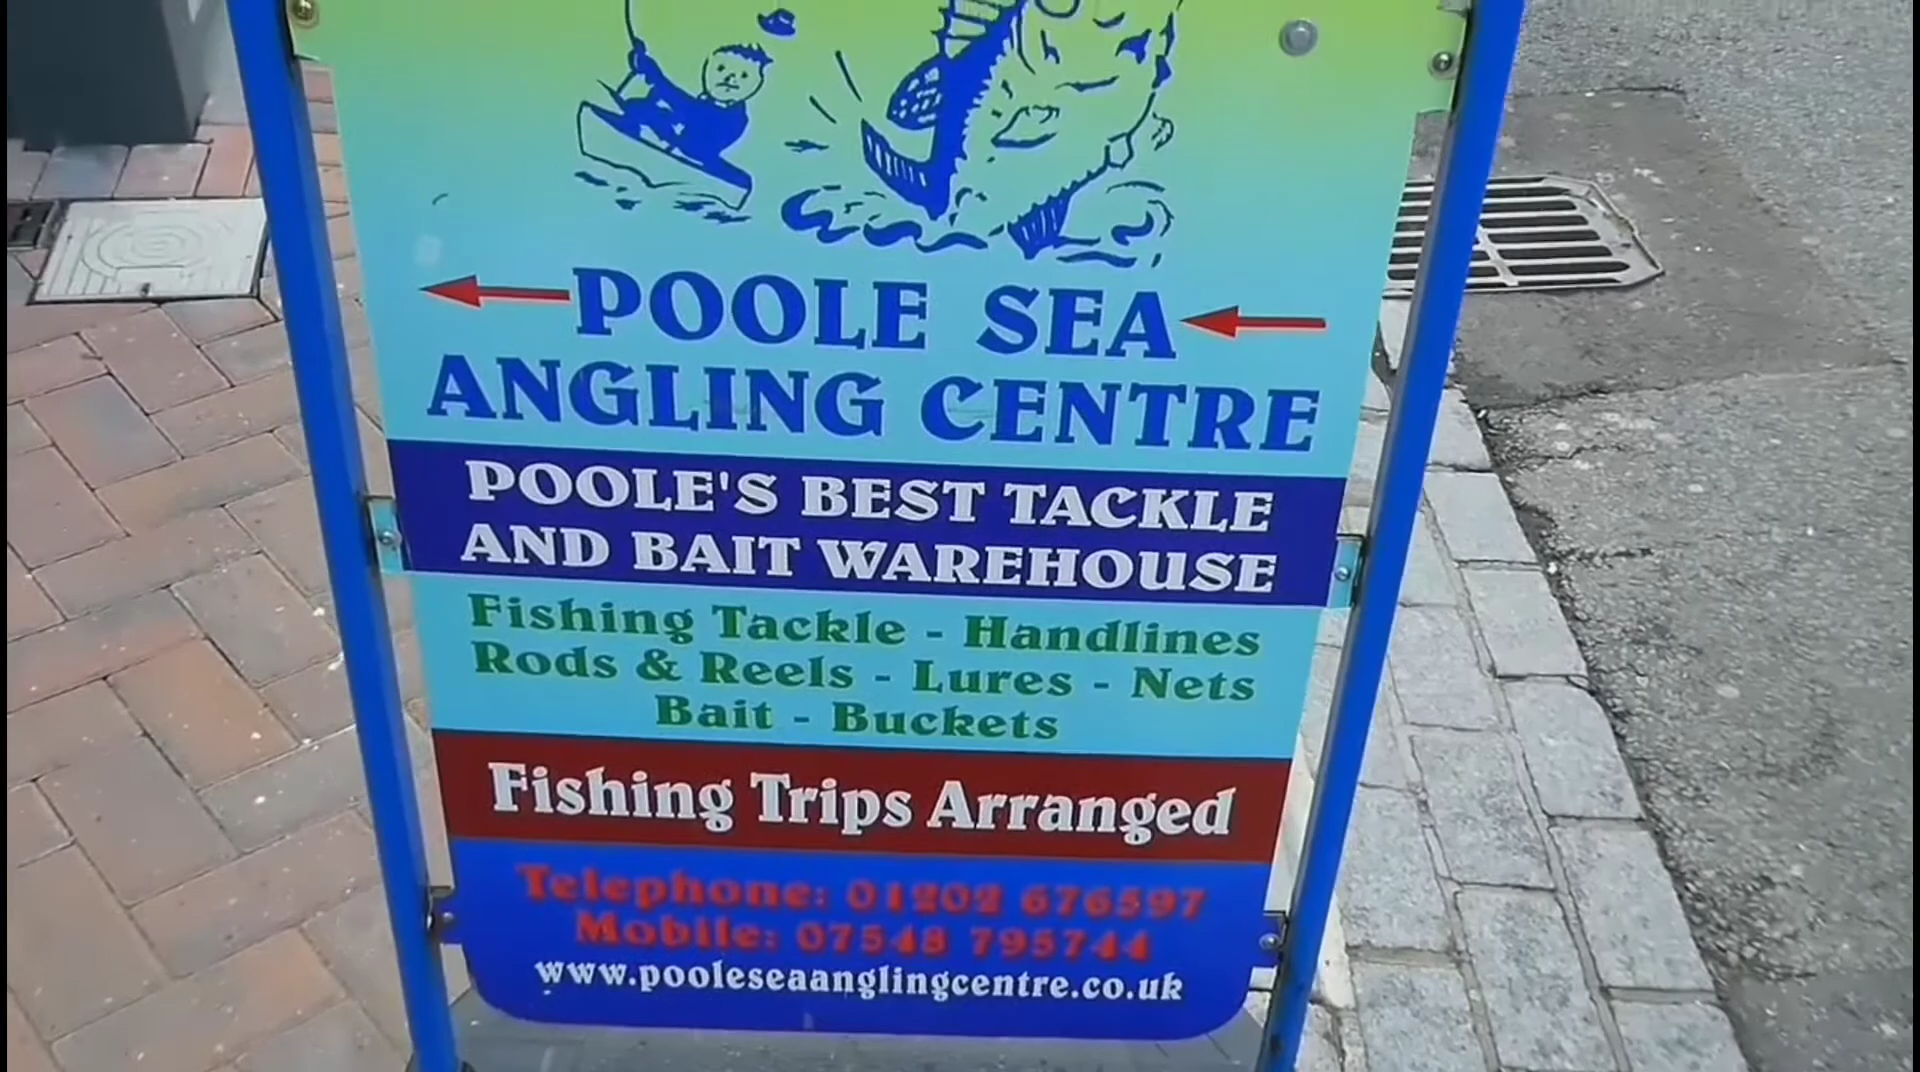 POOLE SEA
ANGLING CENTRE
POOLE'S BEST TACKLE
AND BAIT WAREHOUSE
Fishing Tackle - Handlines
Rods & Reels - Lures - Nets
Bait - Buckets
Fishing Trips Arranged
Telephone: 01202 676597
Mobile: 07548 795744
www.pooleseaanglingcentre.co.uk